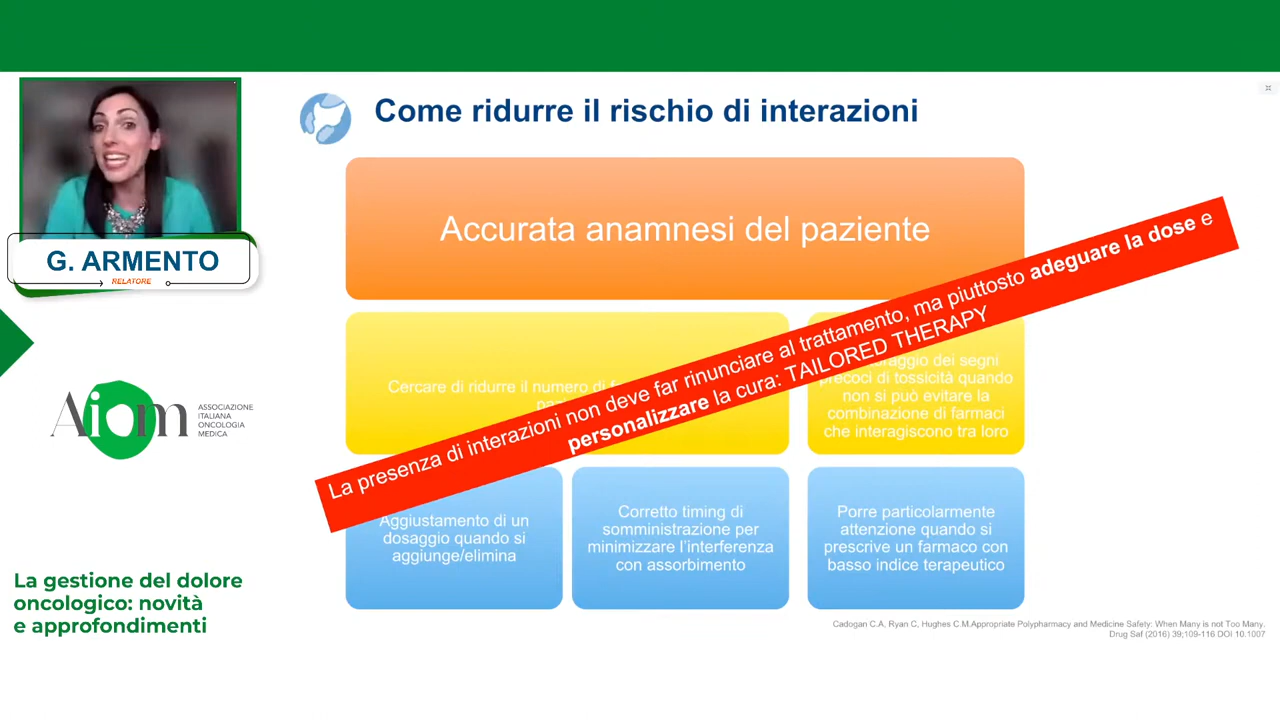 Come ridurre il rischio di interazioni
G. ARMENTO
RELATORE
Aiom
ASSOCIAZIONE
ITALIANA
ONCOLOGIA
MEDICA
La gestione del dolore
oncologico: novità
e approfondimenti
Accurata anamnesi del paziente
La presenza di interazioni non deve far rinunciare al trattamento, ma piuttosto adeguare la dose e
personalizzare la cura: TAILORED THERAPY
Cercare di ridurre il numero di
dei segni
precoci di tossicità quando
non si può evitare la
combinazione di farmaci
che interagiscono tra loro
Aggiustamento di un
dosaggio quando si
aggiunge/elimina
Corretto timing di
somministrazione per
minimizzare l'interferenza
con assorbimento
Porre particolarmente
attenzione quando si
prescrive un farmaco con
basso indice terapeutico
Cadogan C.A, Ryan C, Hughes C.M.Appropriate Polypharmacy and Medicine Safety: When Many is not Too Many.
Drug Saf (2016) 39;109-116 DOI 10.1007